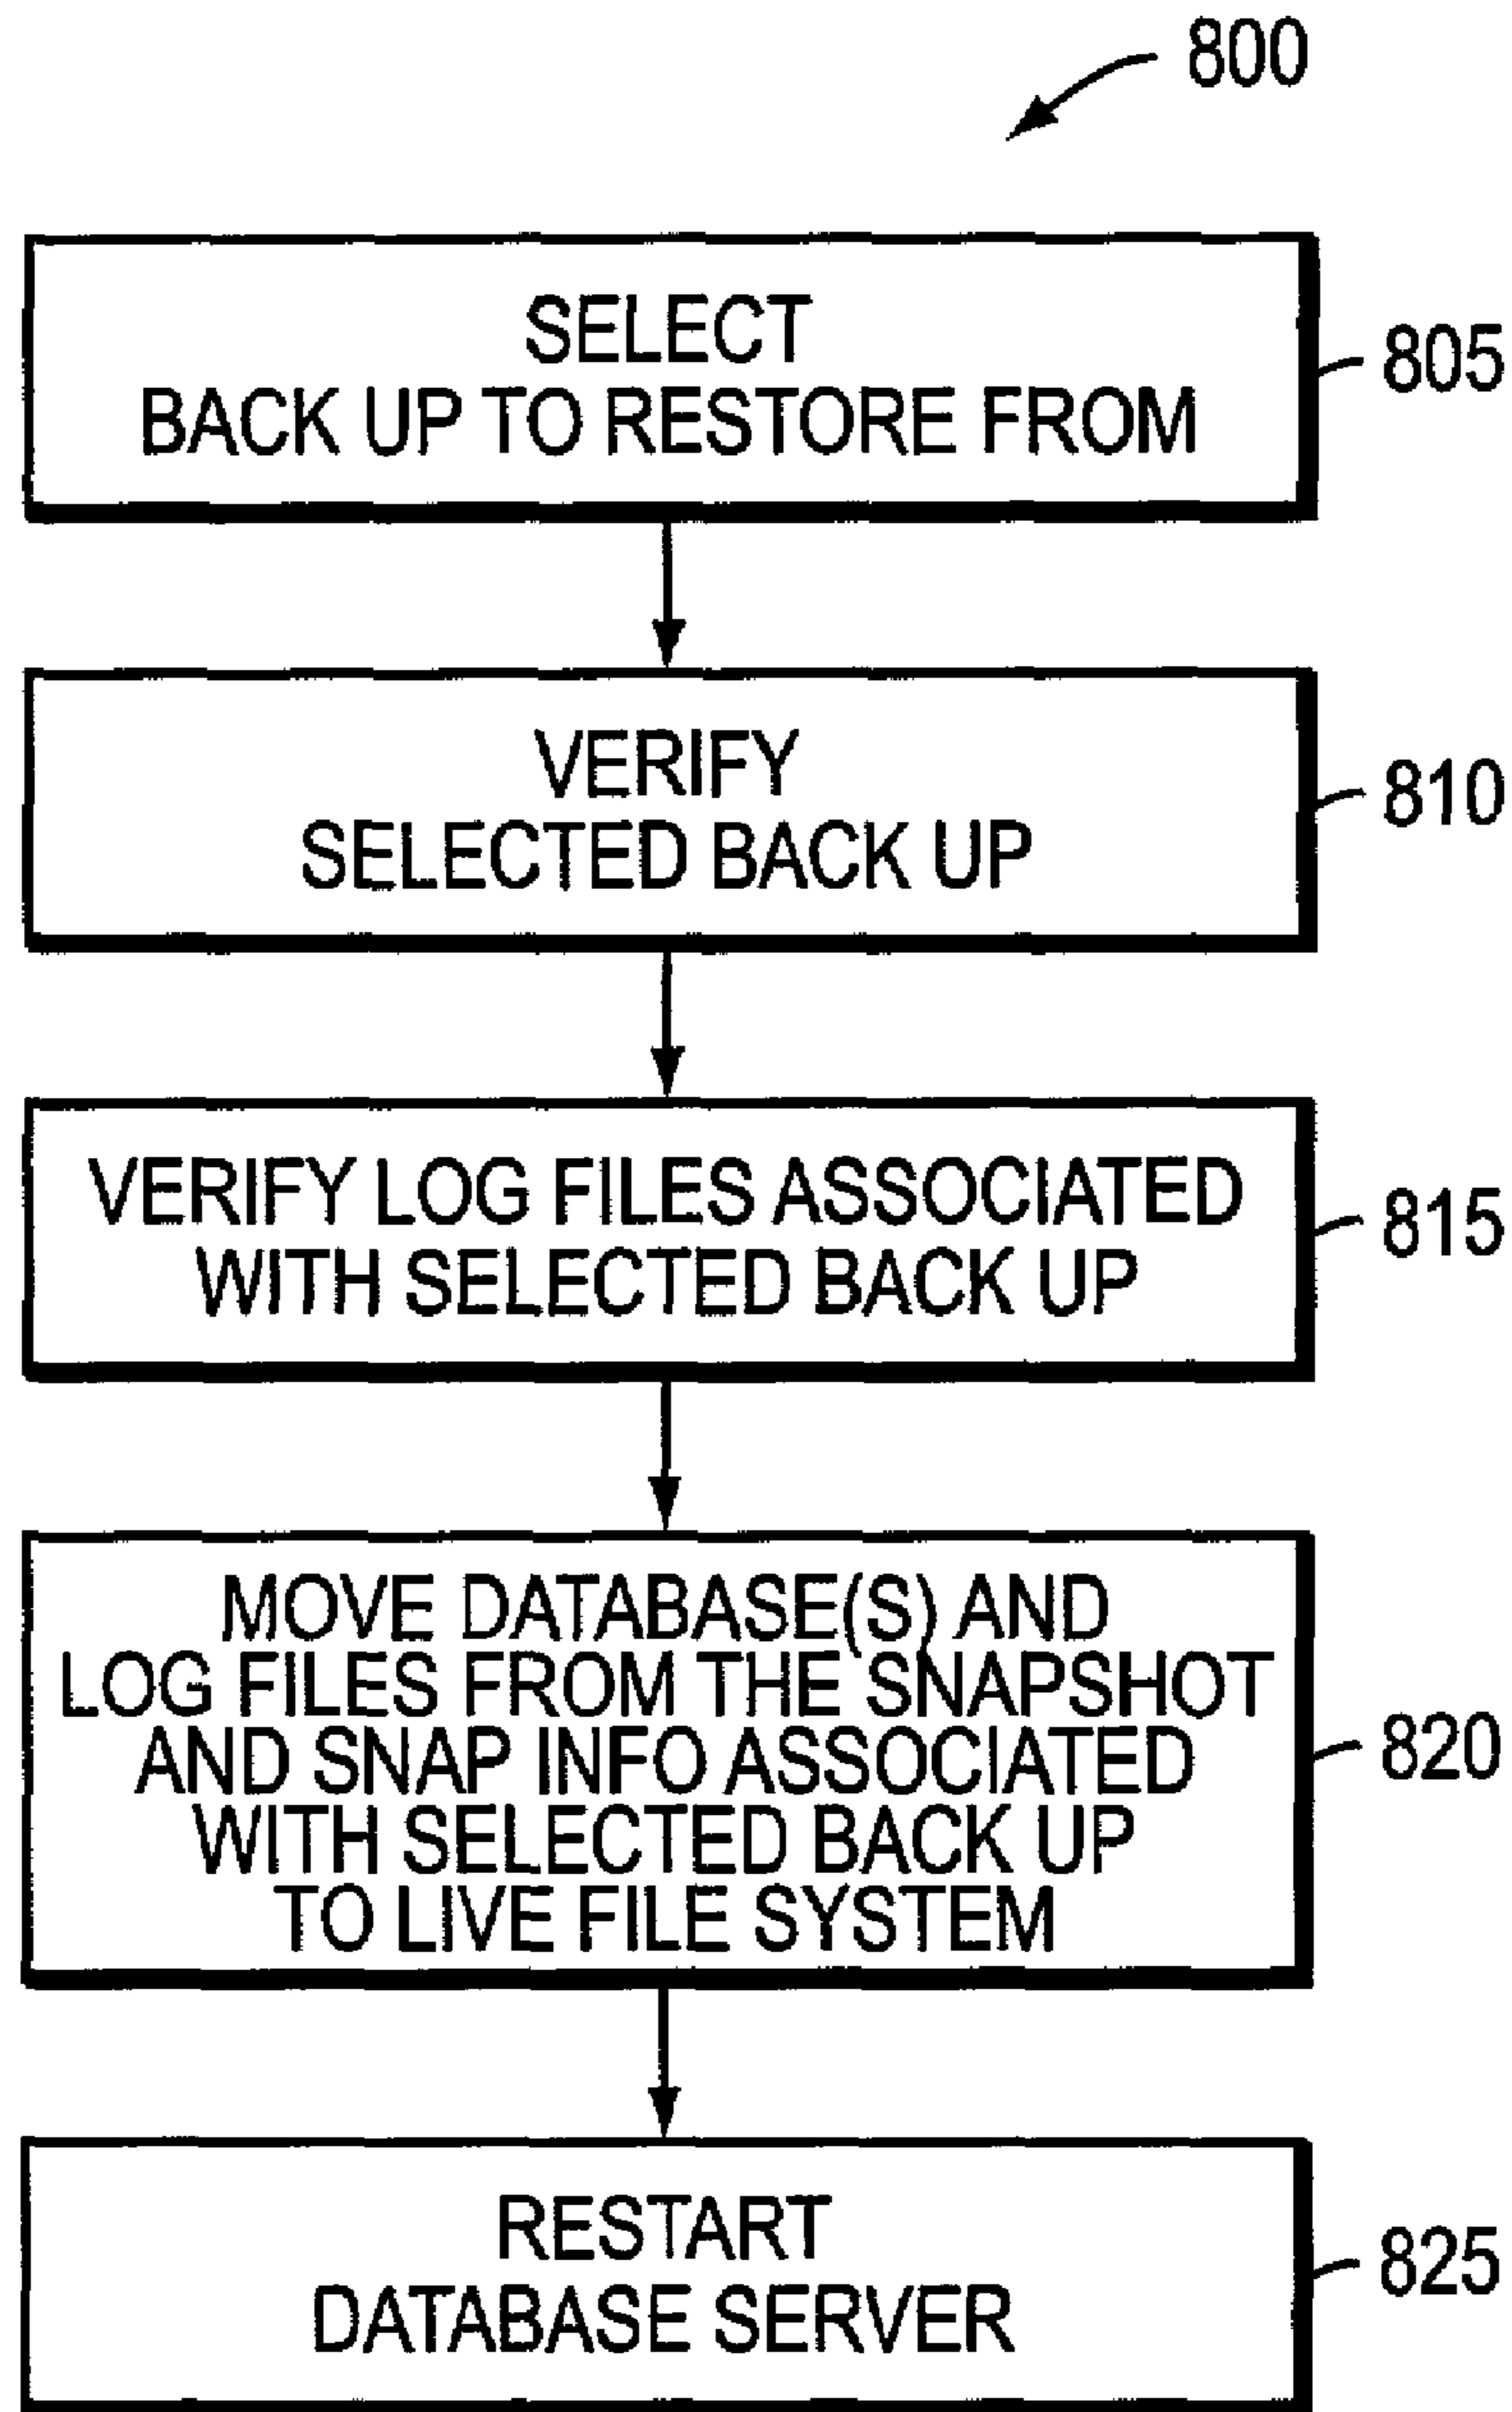 800
SELECT
BACK UP TO RESTORE FROM
805
VERIFY
SELECTED BACK UP
810
VERIFY LOG FILES ASSOCIATED
WITH SELECTED BACK UP
815
MOVE DATABASE(S) AND
LOG FILES FROM THE SNAPSHOT
AND SNAP INFO ASSOCIATED
WITH SELECTED BACK UP
TO LIVE FILE SYSTEM
820
RESTART
DATABASE SERVER
825